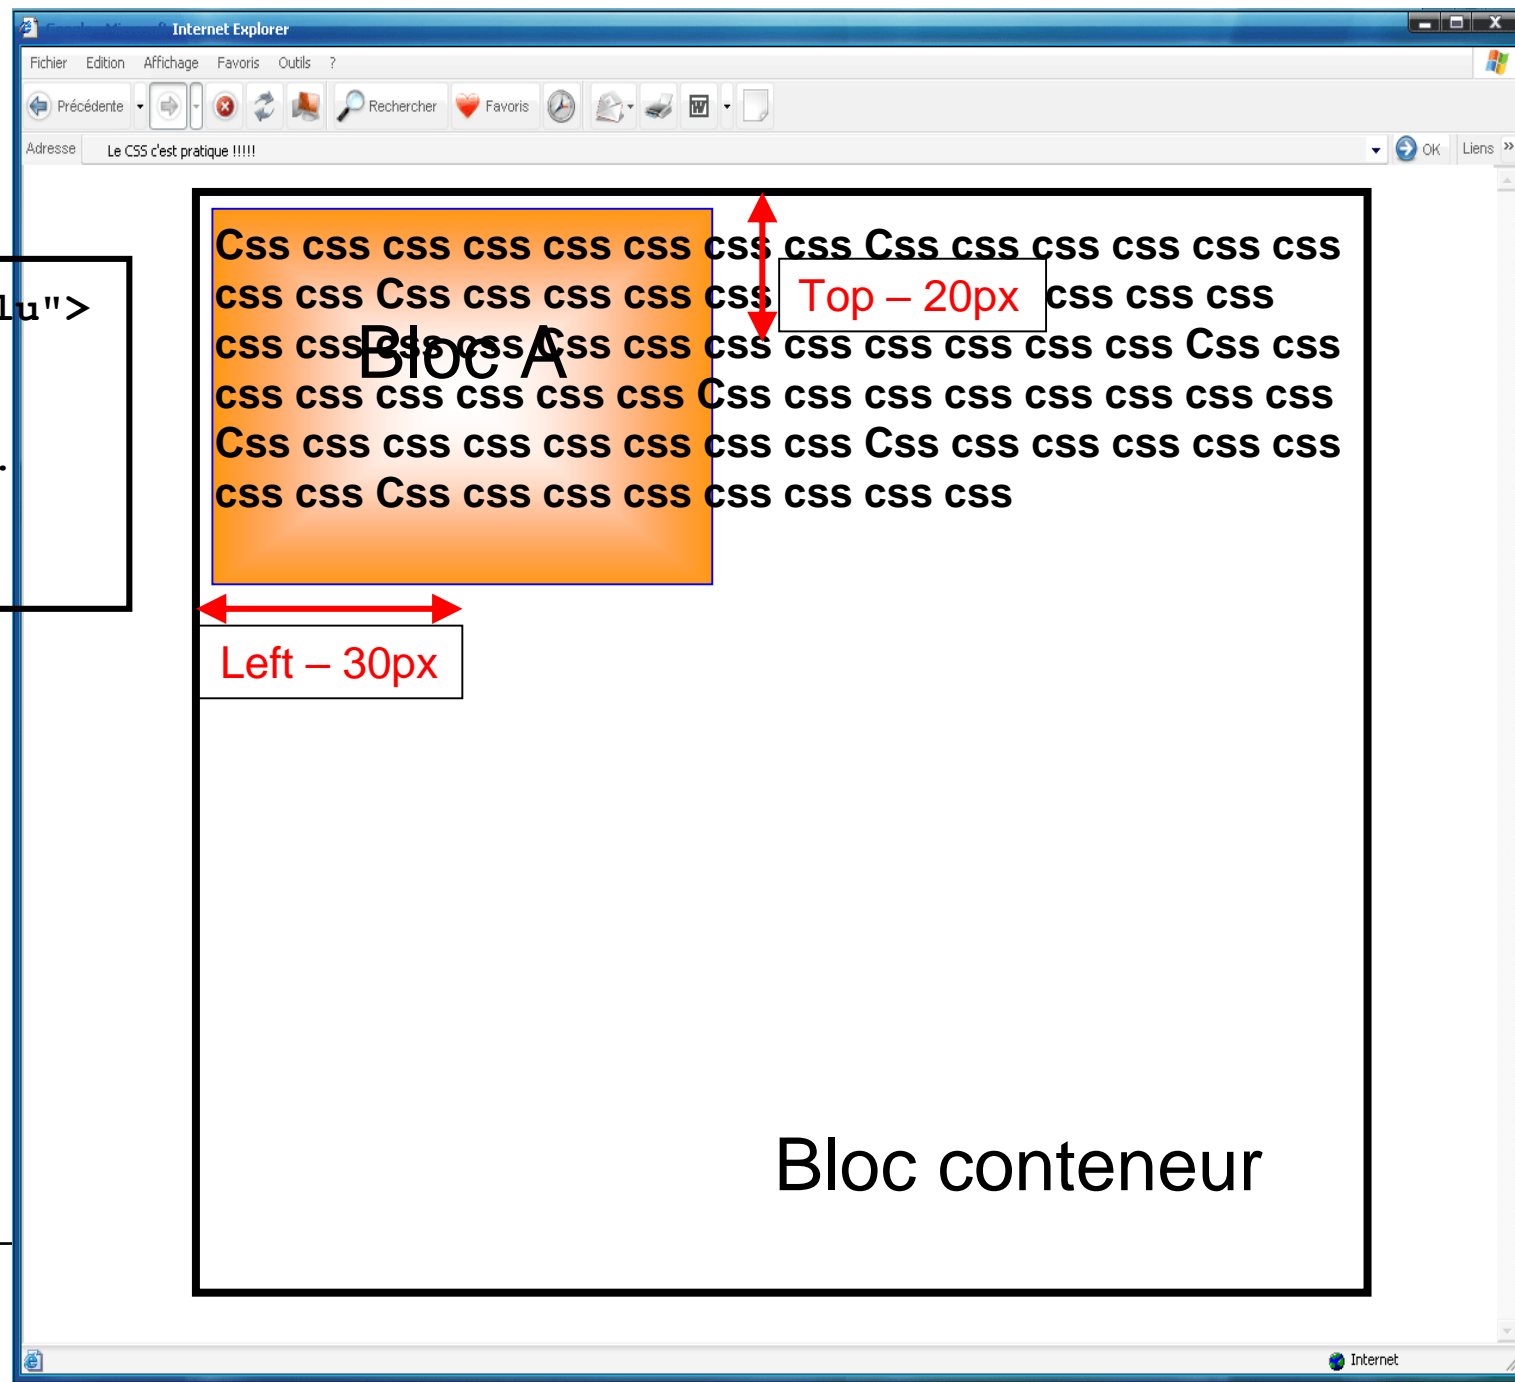 Internet Explorer
Fichier Edition Affichage Favoris Outils ?
Précédente Rechercher Favoris
Adresse Le CSS c'est pratique !!!!! OK Liens »
lu">
.
Css css css css css css css css Css css css css css css
css css Css css css css css css css css
Top – 20px
css css css css Css css css css css css css css Css css
Bloc A
css css css css css css Css css css css css css css css
Css css css css css css css css Css css css css css css
css css Css css css css css css css css
Left – 30px
Bloc conteneur
Internet